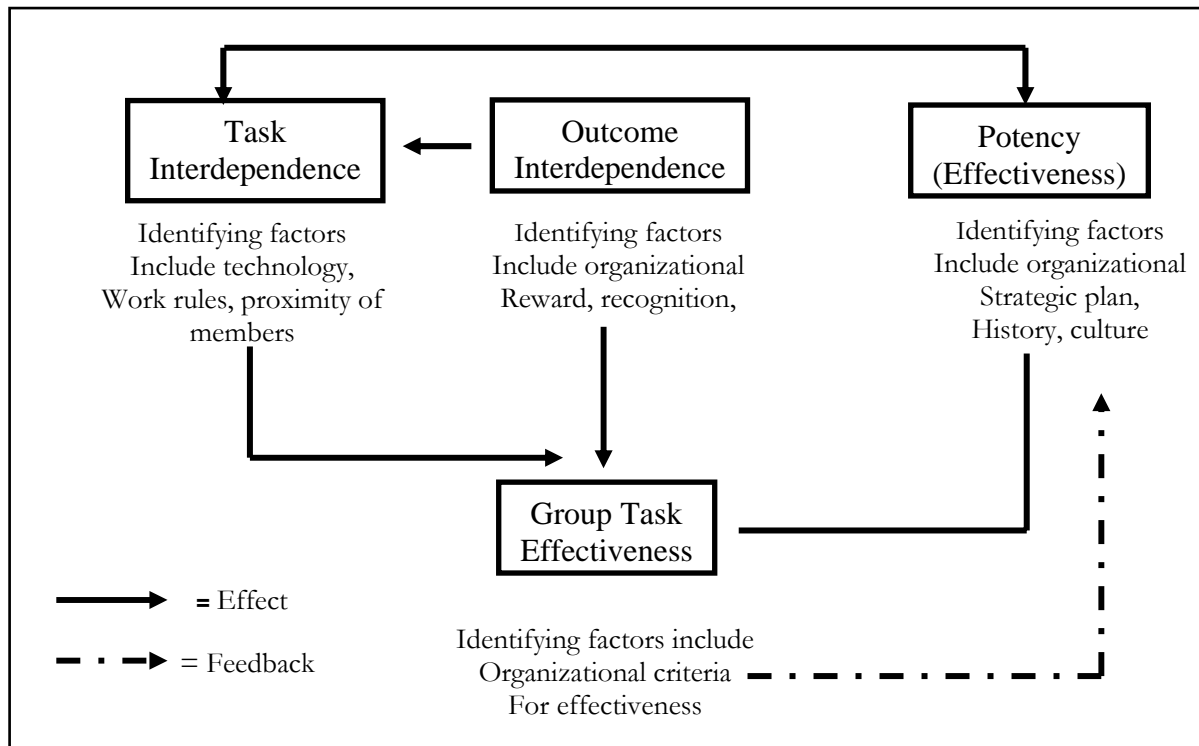 Task
Interdependence
Outcome
Interdependence
Potency
(Effectiveness)
Identifying factors
Include technology,
Work rules, proximity of
members
Identifying factors
Include organizational
Reward, recognition,
Identifying factors
Include organizational
Strategic plan,
History, culture
Group Task
Effectiveness
= Effect
= Feedback
Identifying factors include
Organizational criteria
For effectiveness